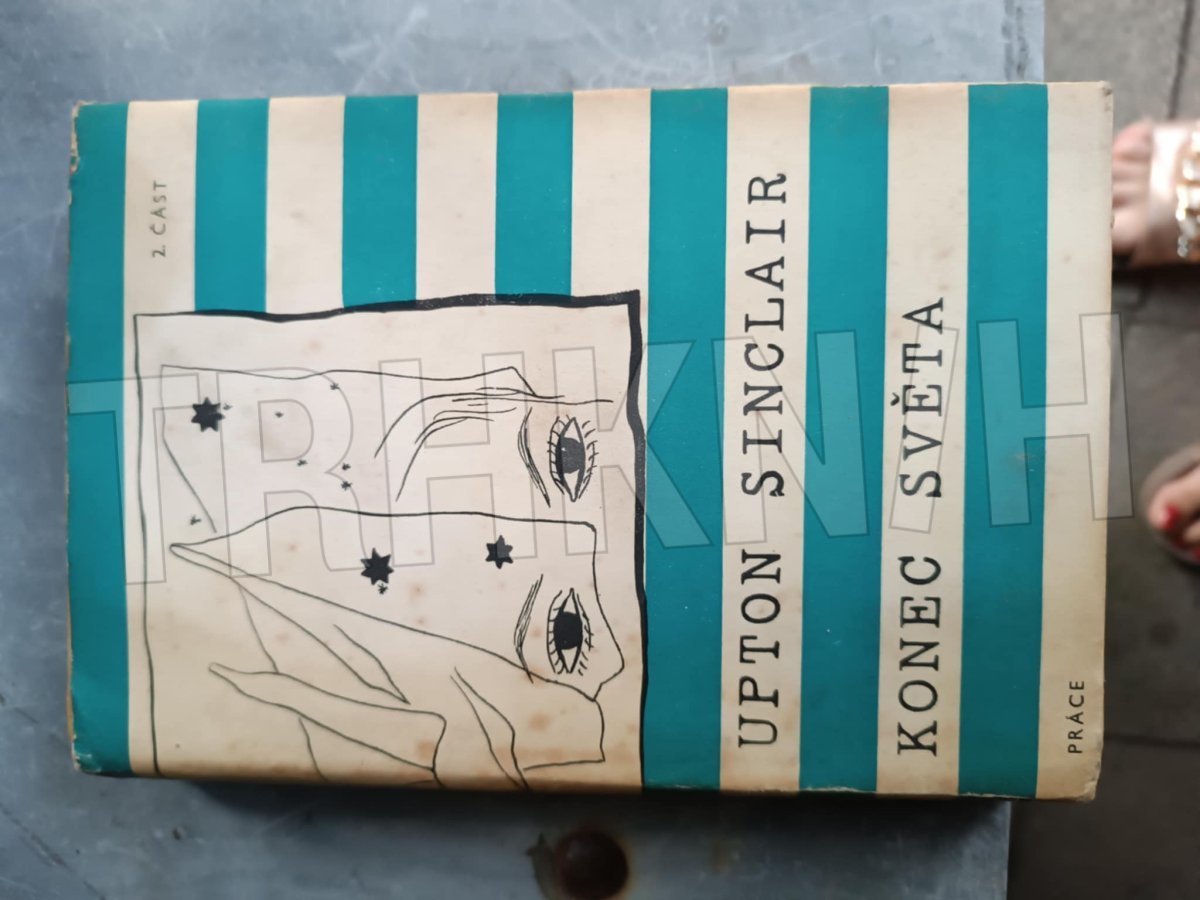 2. ČÁST
UPTON SINCLAIR
KONEC SVĚTA
PRÁCE
TRHKNIH